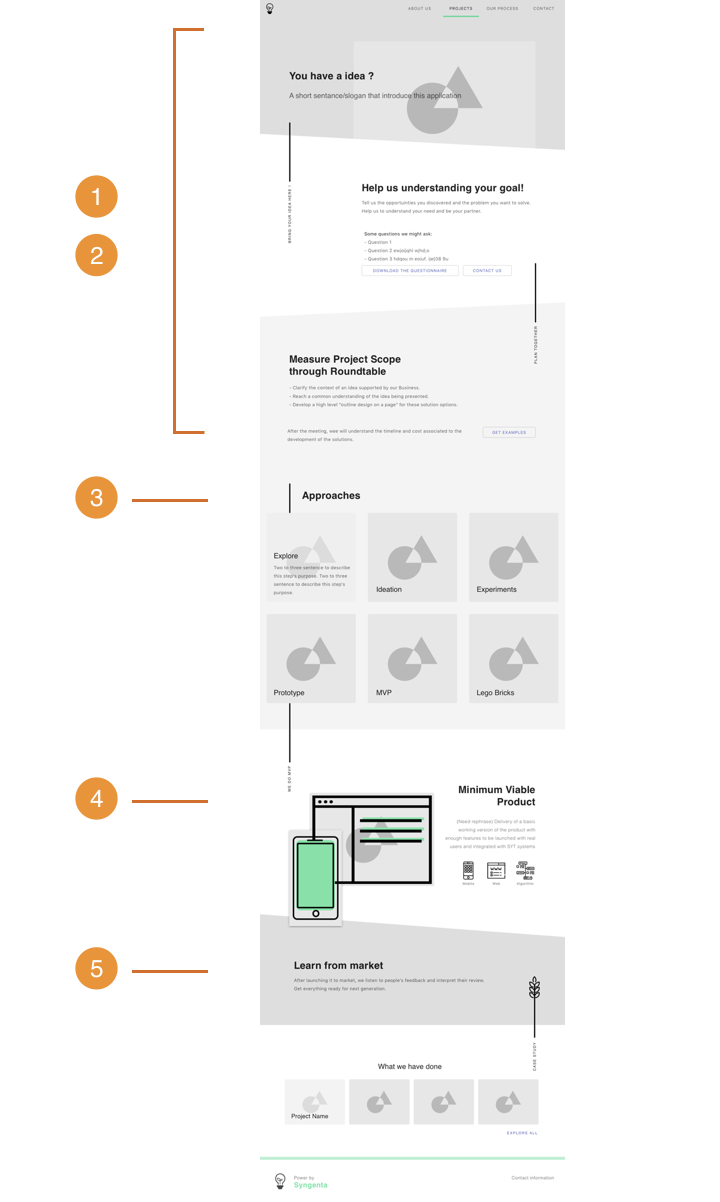 ABOUT US PROJECTS OUR PROCESS CONTACT
You have a idea ?
A short sentance/slogan that introduce this application
1
2
BRING YOUR IDEA HERE !
Help us understanding your goal!
Tell us the opportunities you discovered and the problem you want to solve.
Help us to understand your need and be your partner.
Some questions we might ask:
- Question 1
- Question 2
- Question 3
DOWNLOAD THE QUESTIONNAIRE CONTACT US
PLAN TOGETHER
Measure Project Scope
through Roundtable
- Clarify the context of an idea supported by our Business.
- Reach a common understanding of the idea being presented.
- Develop a high level "outline design on a page" for these solution options.
After the meeting, wee will understand the timeline and cost associated to the
development of the solutions.
GET EXAMPLES
3
Approaches
Explore
Two to three sentence to describe
this step's purpose. Two to three
sentence to describe this step's
purpose
Ideation
Experiments
Prototype
MVP
Lego Bricks
WE DO MVP
4
Minimum Viable
Product
(Need rephrase) Delivery of a basic
working version of the product with
enough features to be launched with real
users and integrated with SYT systems
Mobile Web Algorithm
5
Learn from market
After launching it to market, we listen to people's feedback and interpret their review.
Get everything ready for next generation.
CASE STUDY
What we have done
Project Name
EXPLORE ALL
Power by
Syngenta
Contact information